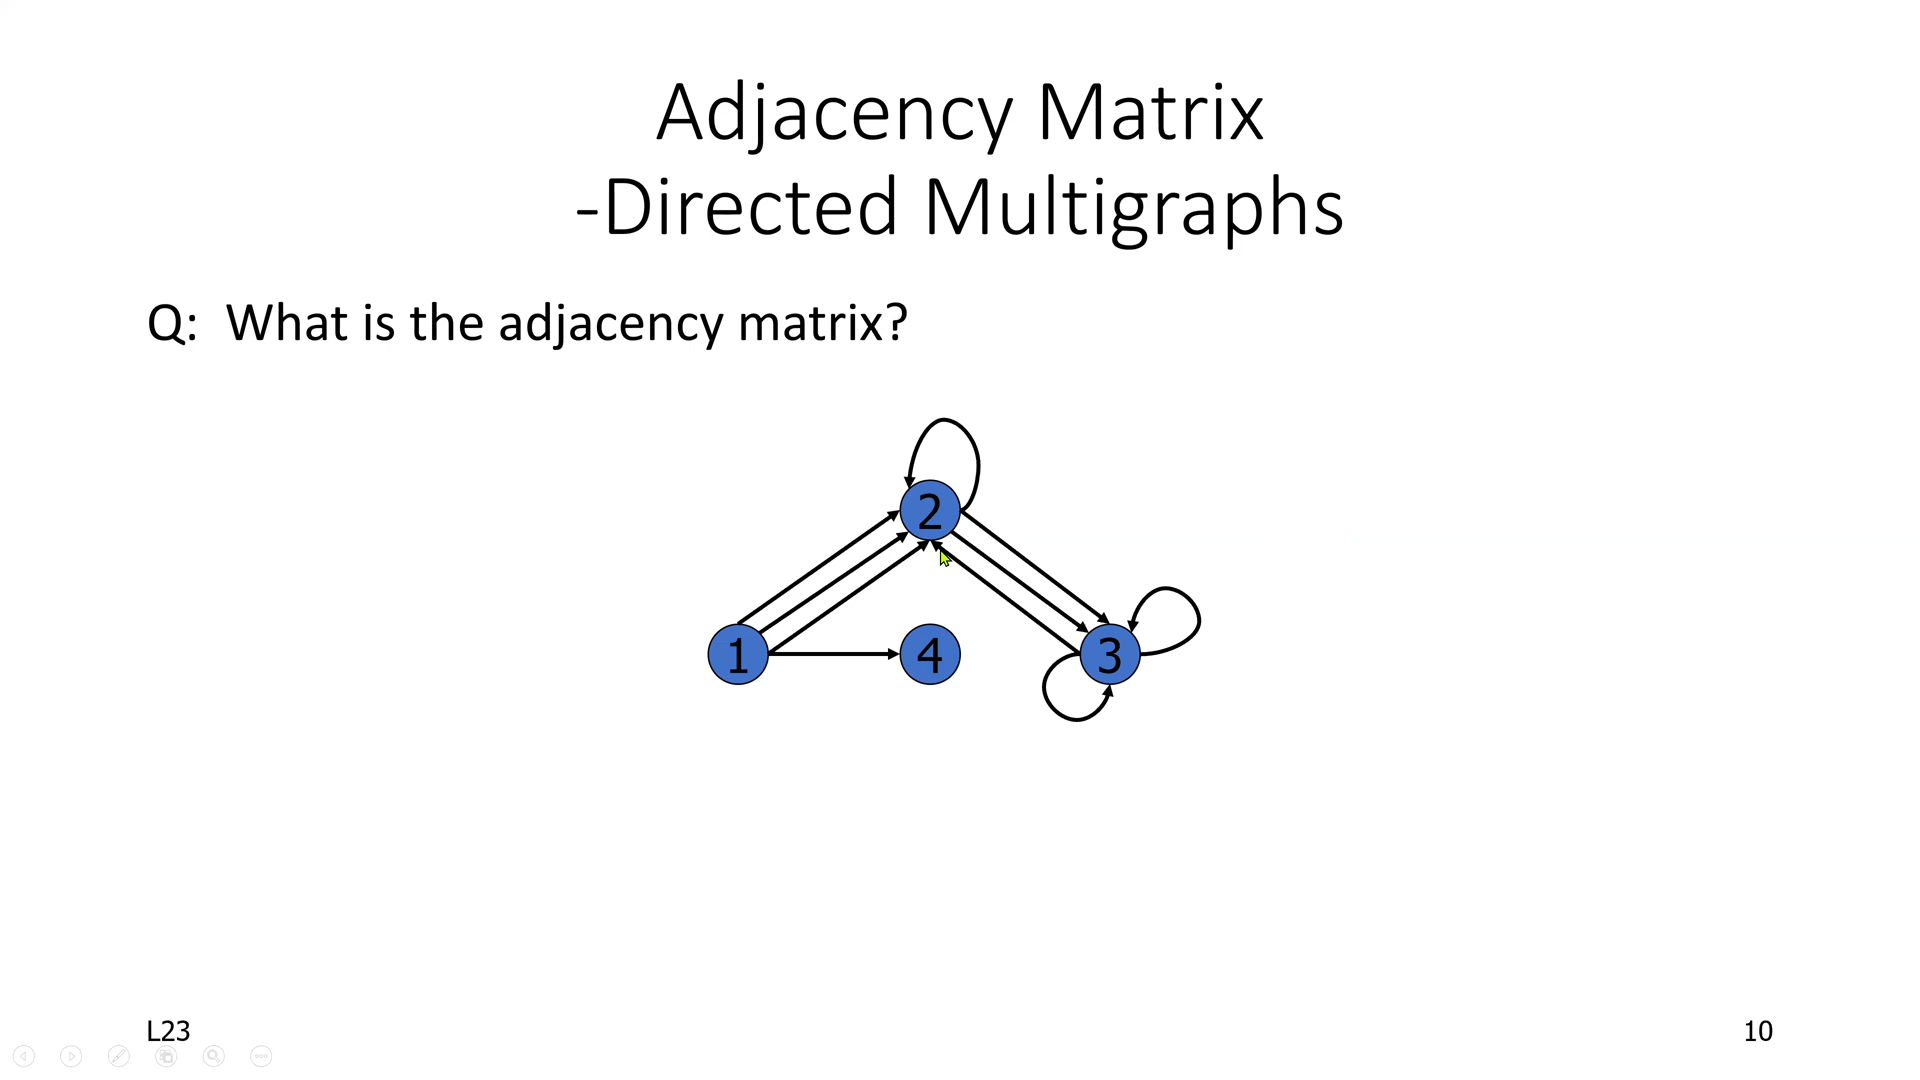 Adjacency Matrix
-Directed Multigraphs
Q: What is the adjacency matrix?
2
1
4
3
L23
10